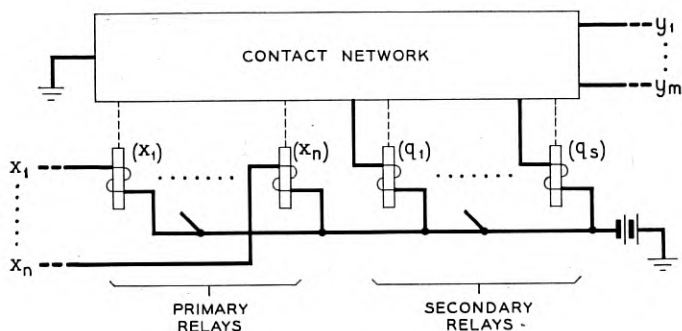 CONTACT NETWORK
y1
ym
(x1)
(xn)
(q1)
(qs)
x1
xn
PRIMARY
RELAYS
SECONDARY
RELAYS